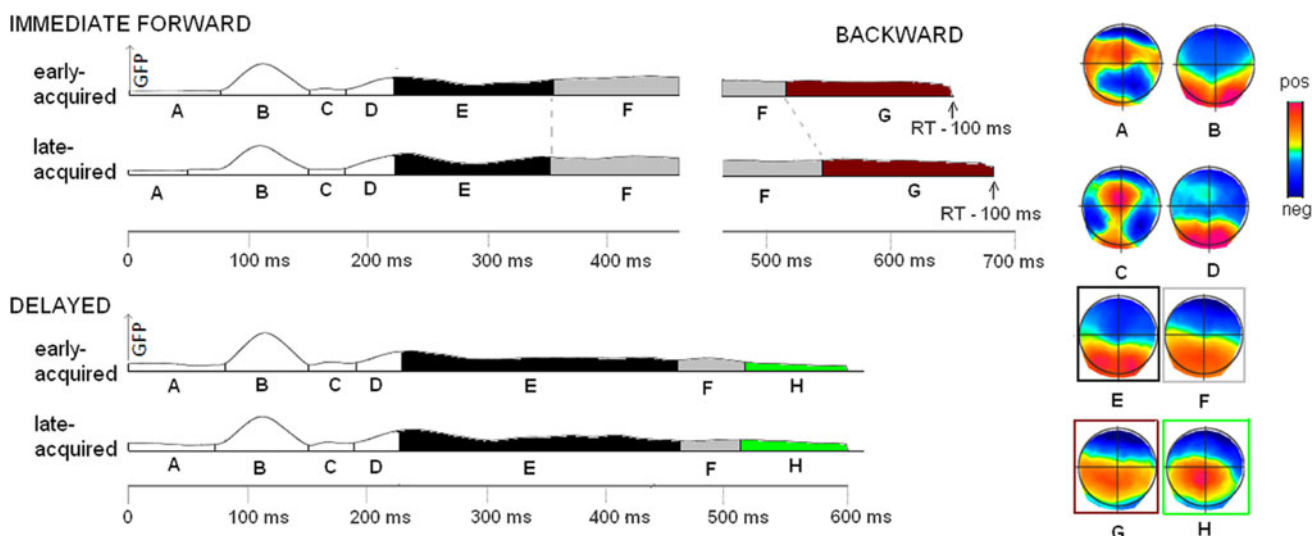 IMMEDIATE FORWARD
BACKWARD
GFP
early-
acquired
A B C D E F F G
RT - 100 ms
late-
acquired
A B C D E F F G
RT - 100 ms
0 100 ms 200 ms 300 ms 400 ms 500 ms 600 ms 700 ms
DELAYED
GFP
early-
acquired
A B C D E F H
late-
acquired
A B C D E F H
0 100 ms 200 ms 300 ms 400 ms 500 ms 600 ms
A B
pos
neg
C D
E F
G H